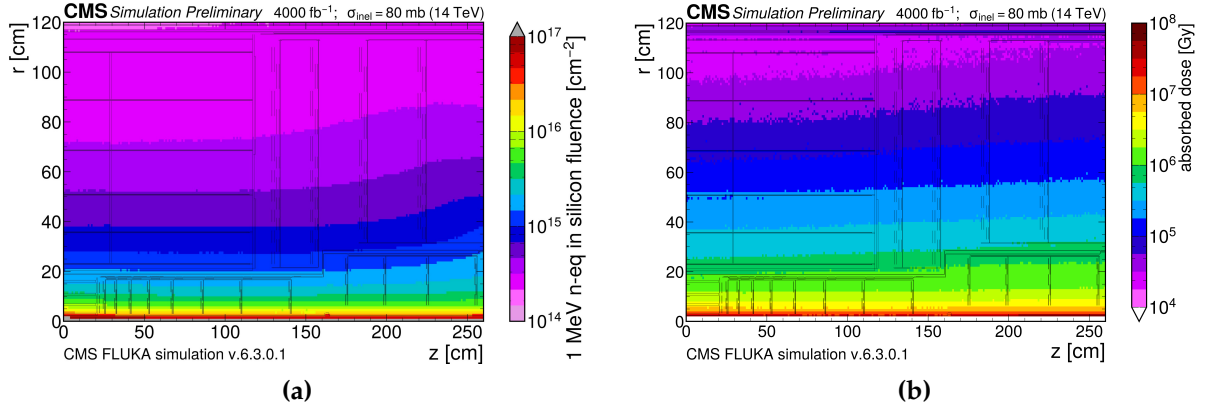 CMS Simulation Preliminary 4000 fb⁻¹; σinel = 80 mb (14 TeV)
r [cm]
120
100
80
60
40
20
0
0 50 100 150 200 250
z [cm]
CMS FLUKA simulation v.6.3.0.1
10¹⁷
10¹⁶
10¹⁵
10¹⁴
1 MeV n-eq in silicon fluence [cm⁻²]
(a)
CMS Simulation Preliminary 4000 fb⁻¹; σinel = 80 mb (14 TeV)
r [cm]
120
100
80
60
40
20
0
0 50 100 150 200 250
z [cm]
CMS FLUKA simulation v.6.3.0.1
10⁸
10⁷
10⁶
10⁵
10⁴
absorbed dose [Gy]
(b)